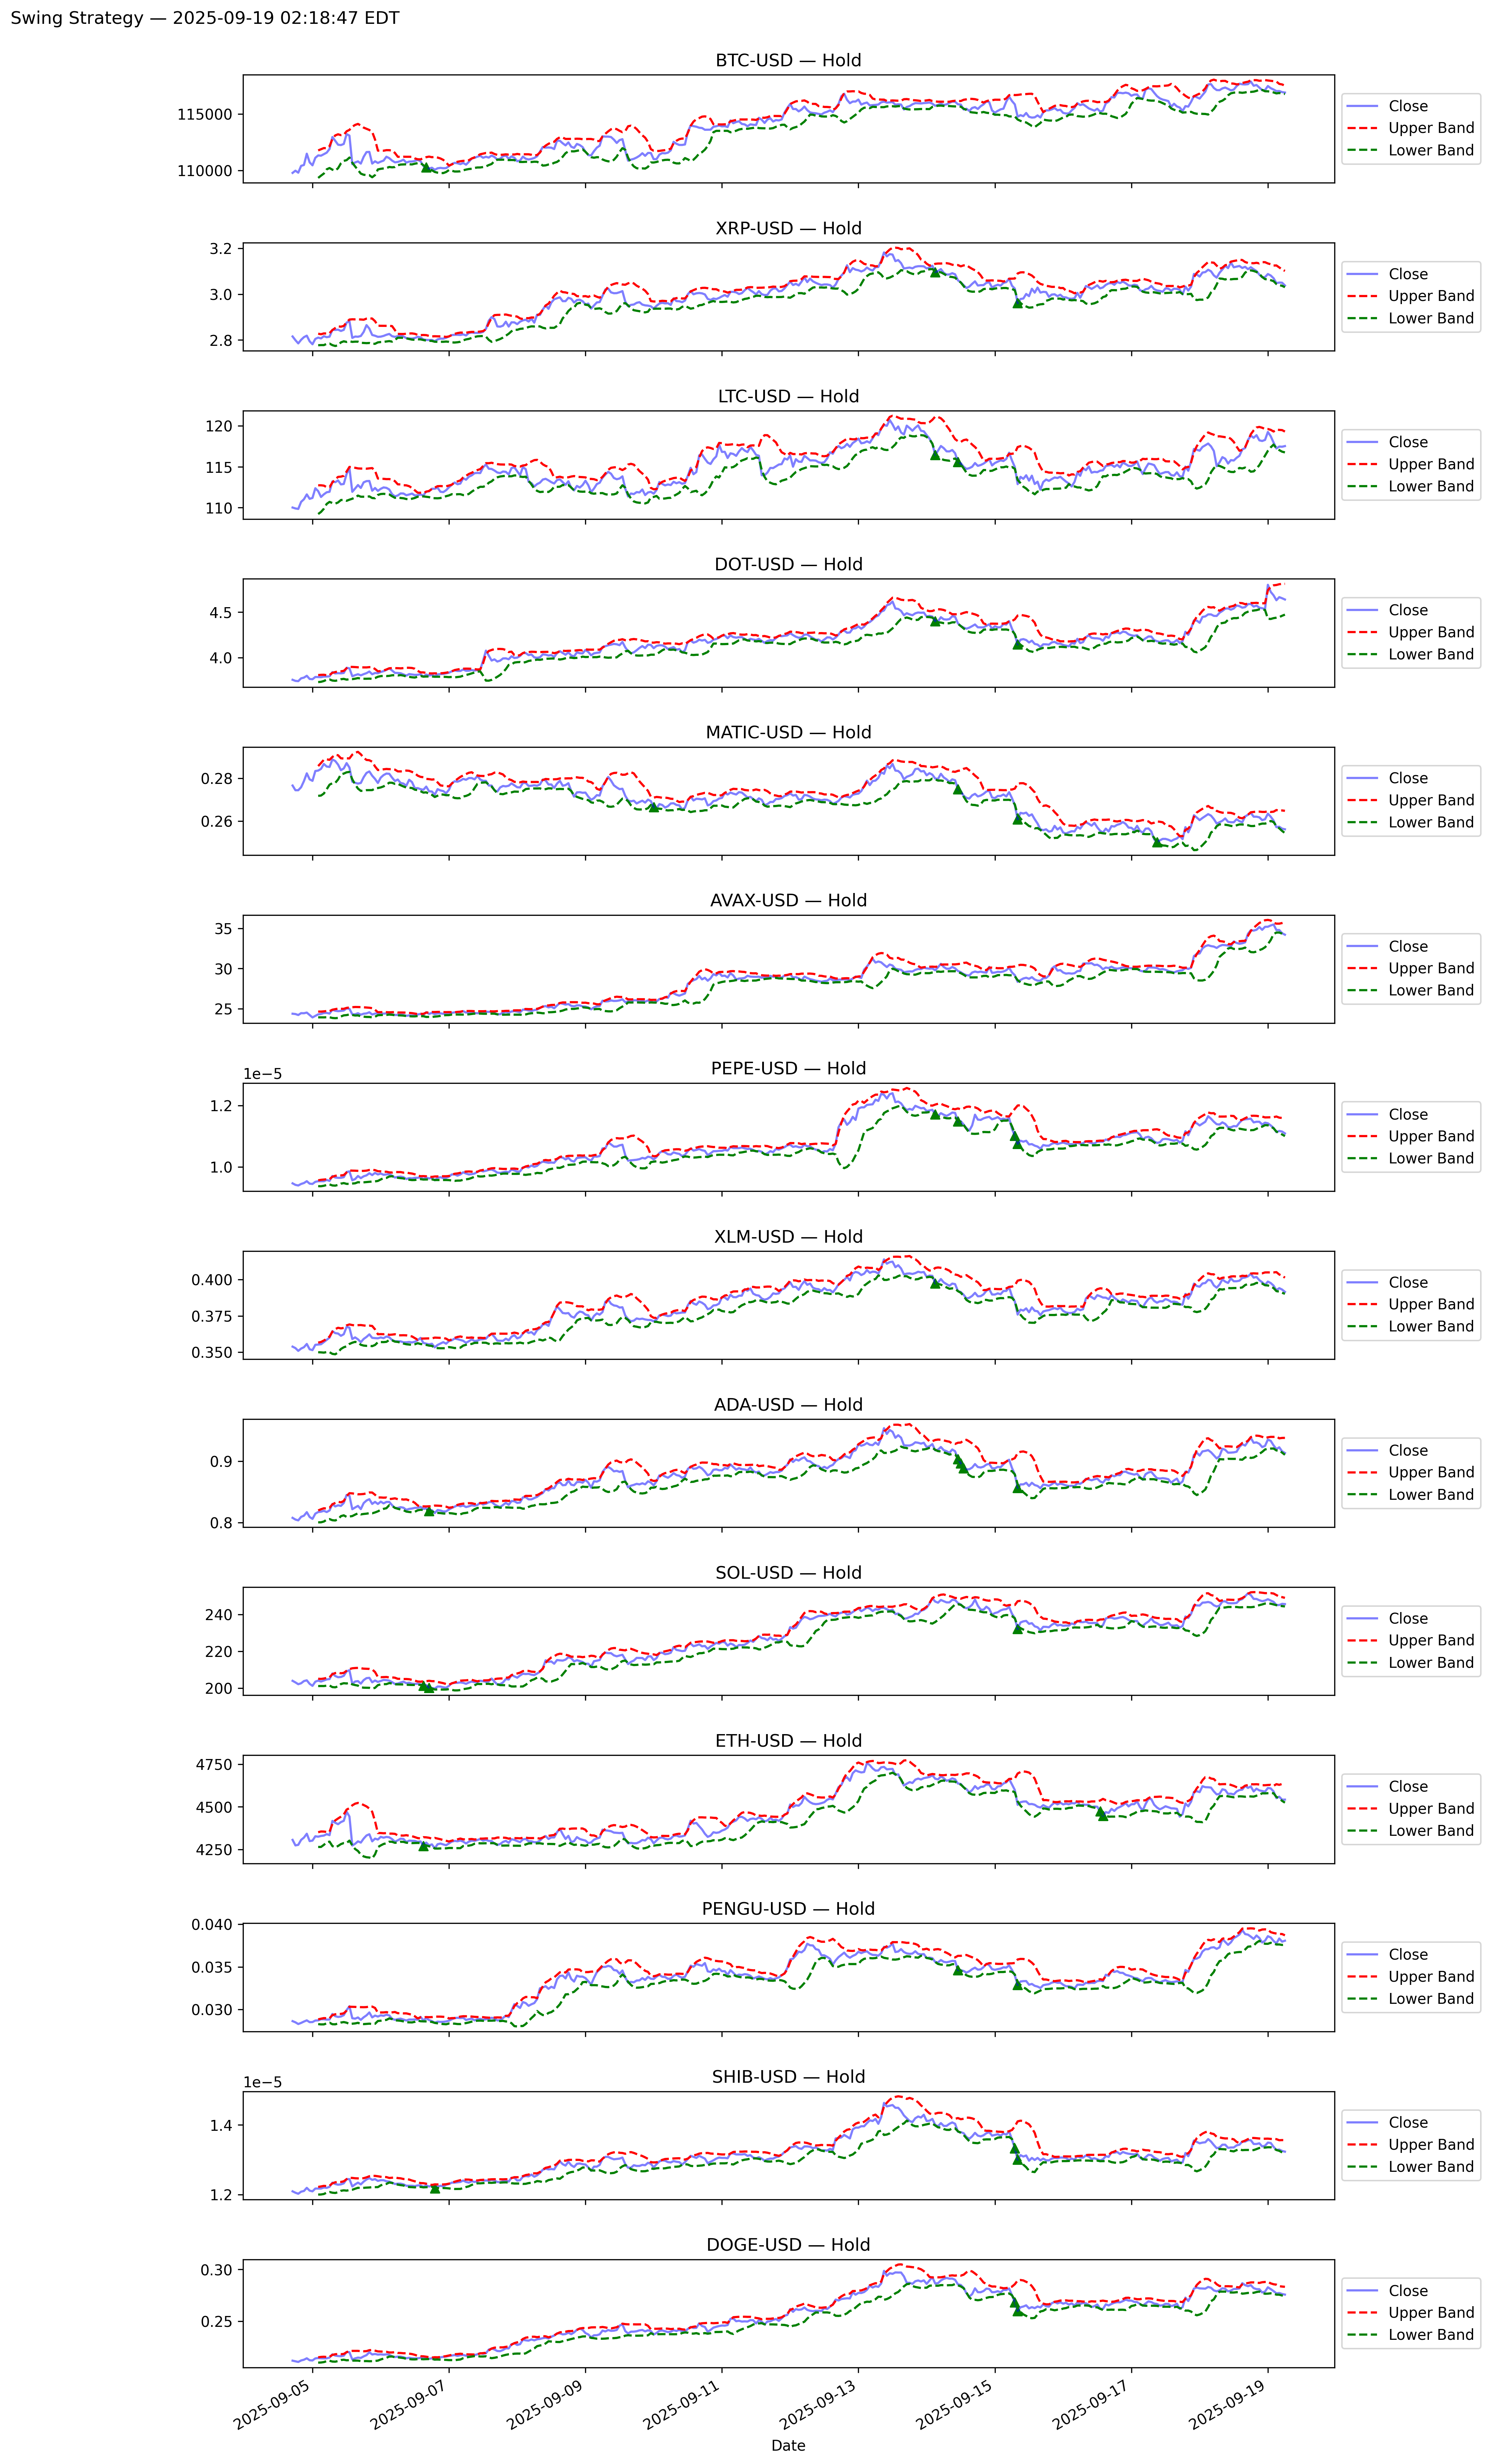 Swing Strategy — 2025-09-19 02:18:47 EDT
BTC-USD — Hold
115000
110000
Close
Upper Band
Lower Band
XRP-USD — Hold
3.2
3.0
2.8
Close
Upper Band
Lower Band
LTC-USD — Hold
120
115
110
Close
Upper Band
Lower Band
DOT-USD — Hold
4.5
4.0
Close
Upper Band
Lower Band
MATIC-USD — Hold
0.28
0.26
Close
Upper Band
Lower Band
AVAX-USD — Hold
35
30
25
Close
Upper Band
Lower Band
PEPE-USD — Hold
1e−5
1.2
1.0
Close
Upper Band
Lower Band
XLM-USD — Hold
0.400
0.375
0.350
Close
Upper Band
Lower Band
ADA-USD — Hold
0.9
0.8
Close
Upper Band
Lower Band
SOL-USD — Hold
240
220
200
Close
Upper Band
Lower Band
ETH-USD — Hold
4750
4500
4250
Close
Upper Band
Lower Band
PENGU-USD — Hold
0.040
0.035
0.030
Close
Upper Band
Lower Band
SHIB-USD — Hold
1e−5
1.4
1.2
Close
Upper Band
Lower Band
DOGE-USD — Hold
0.30
0.25
Close
Upper Band
Lower Band
2025-09-05
2025-09-07
2025-09-09
2025-09-11
2025-09-13
2025-09-15
2025-09-17
2025-09-19
Date